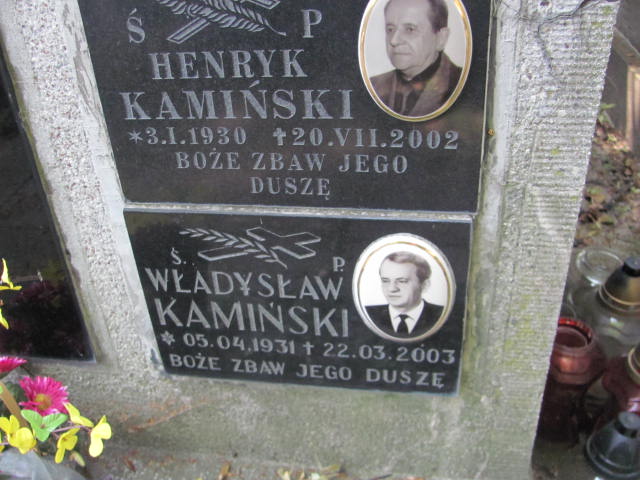 Ś P
HENRYK
KAMIŃSKI
*3.I.1930 ✝20.VII.2002
BOŻE ZBAW JEGO
DUSZĘ
Ś. P.
WŁADYSŁAW
KAMIŃSKI
* 05.04.1931 ✝ 22.03.2003
BOŻE ZBAW JEGO DUSZĘ